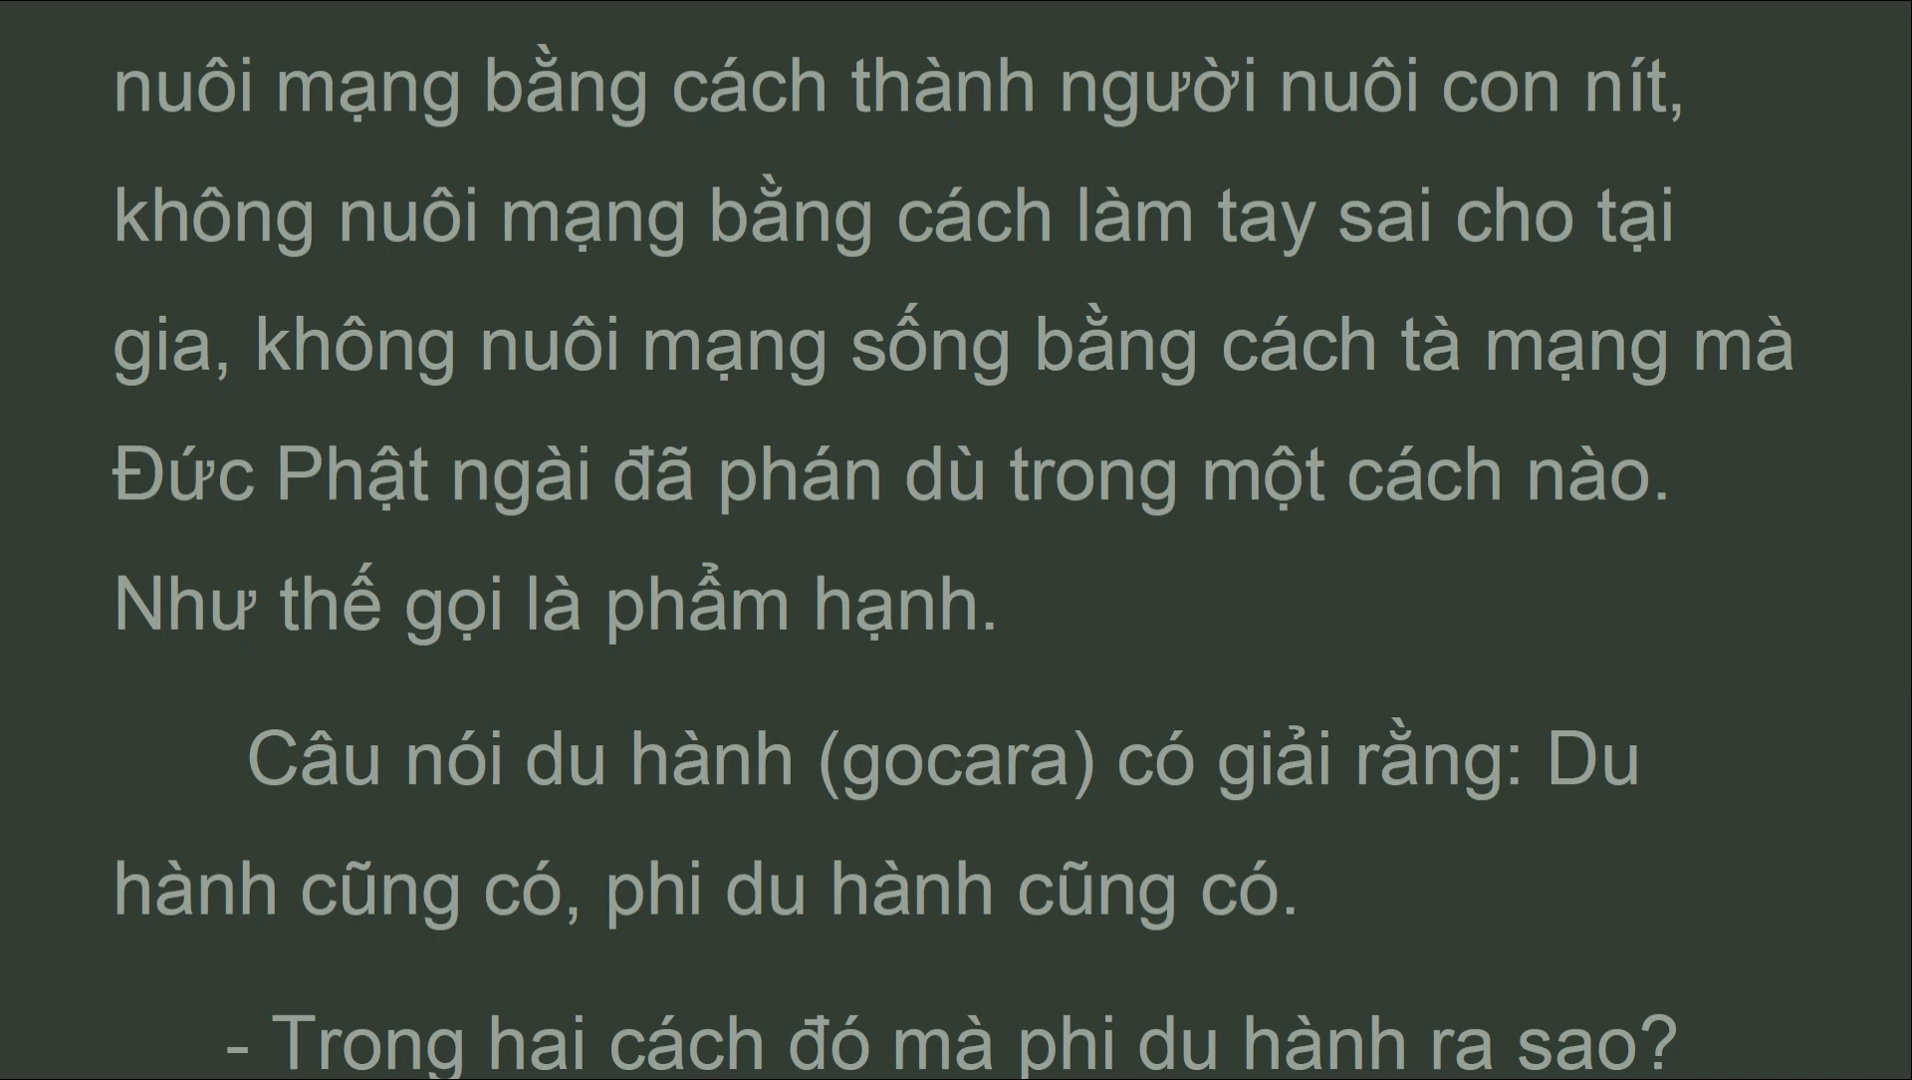 nuôi mạng bằng cách thành người nuôi con nít,
không nuôi mạng bằng cách làm tay sai cho tại
gia, không nuôi mạng sống bằng cách tà mạng mà
Đức Phật ngài đã phán dù trong một cách nào.
Như thế gọi là phẩm hạnh.
Câu nói du hành (gocara) có giải rằng: Du
hành cũng có, phi du hành cũng có.
- Trong hai cách đó mà phi du hành ra sao?